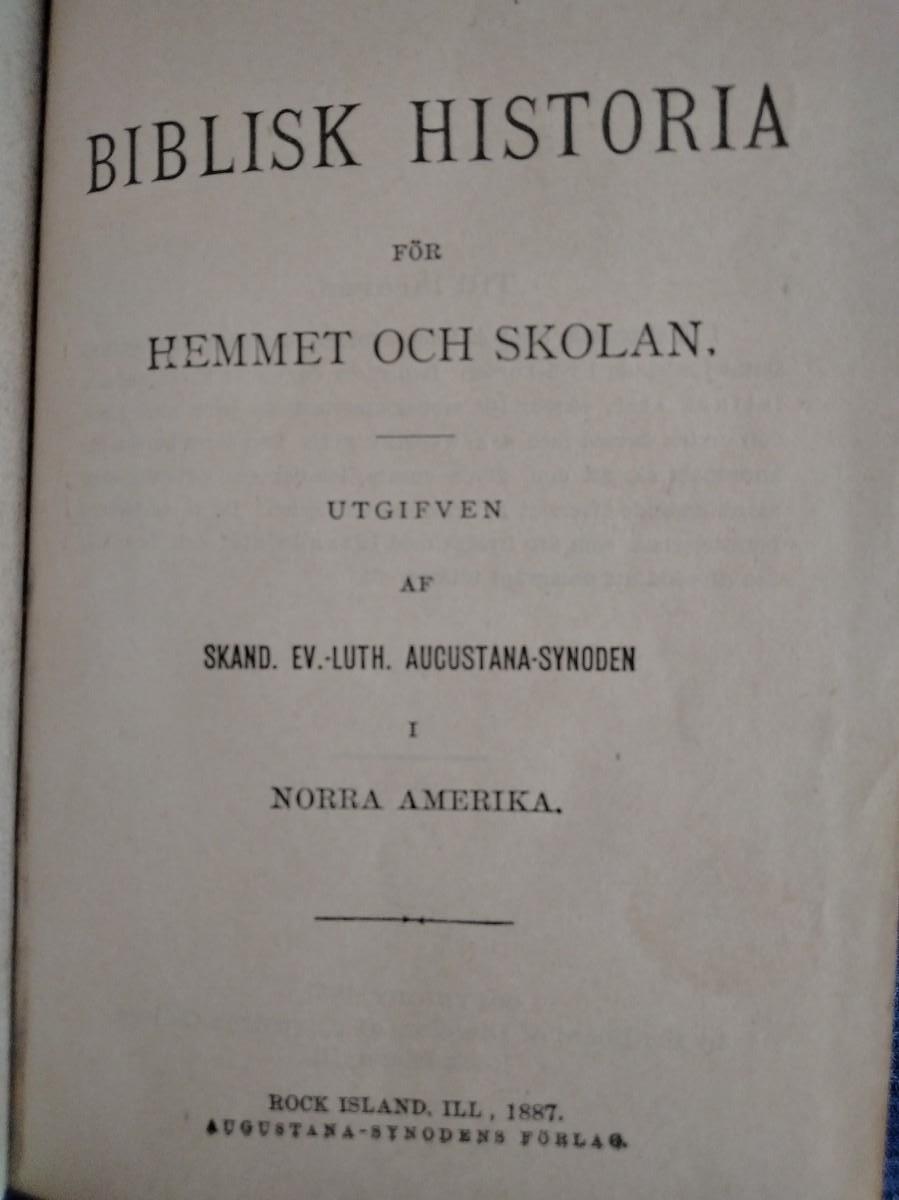 BIBLISK HISTORIA
FÖR
HEMMET OCH SKOLAN.
UTGIFVEN
AF
SKAND. EV.-LUTH. AUGUSTANA-SYNODEN
I
NORRA AMERIKA.
ROCK ISLAND, ILL, 1887.
AUGUSTANA-SYNODENS FÖRLAG.